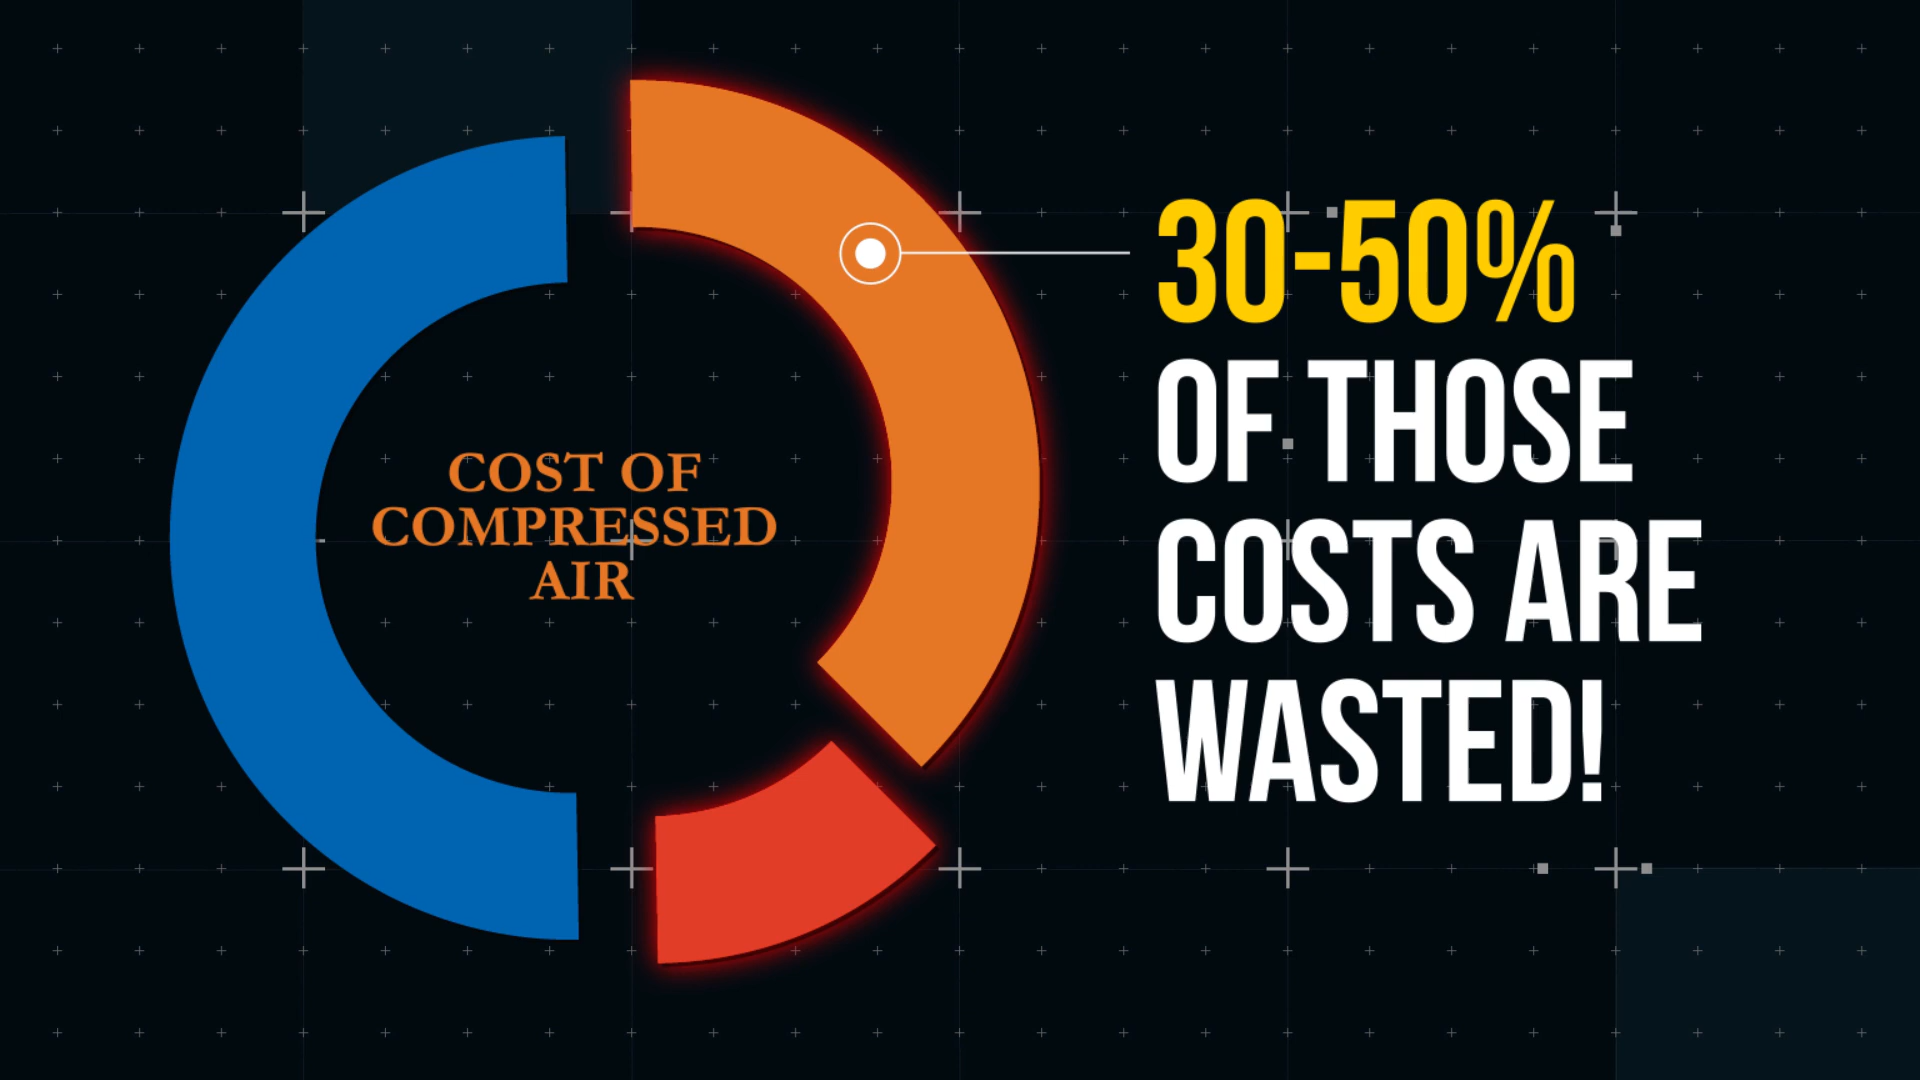 COST OF
COMPRESSED
AIR
30-50%
OF THOSE
COSTS ARE
WASTED!